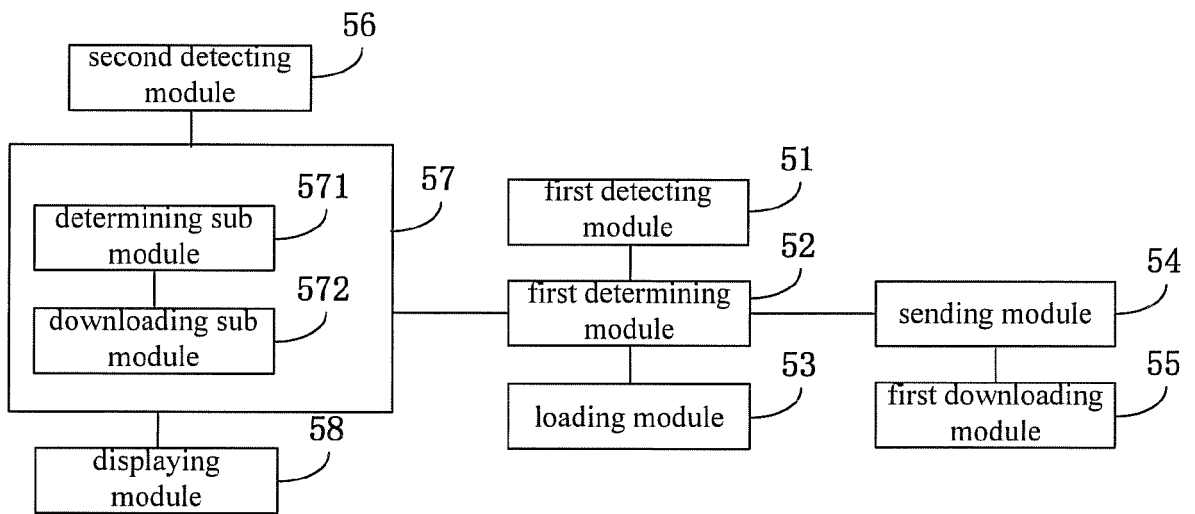 56
second detecting
module
571
57
determining sub
module
572
downloading sub
module
58
displaying
module
51
first detecting
module
52
first determining
module
53
loading module
54
sending module
55
first downloading
module